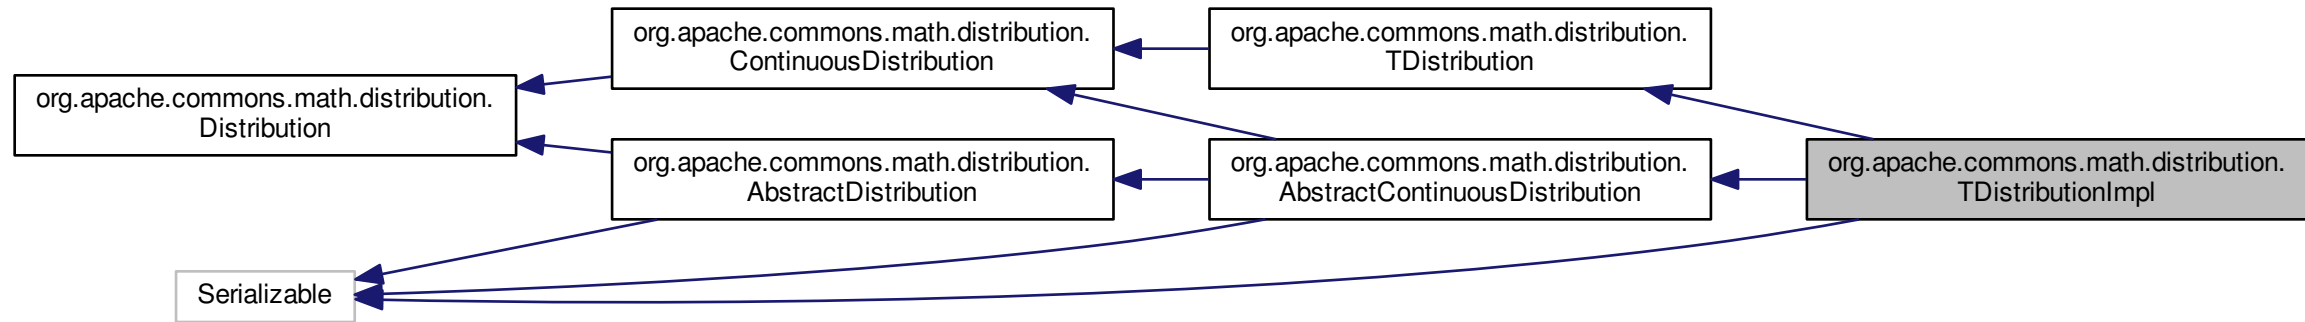 org.apache.commons.math.distribution.
Distribution
org.apache.commons.math.distribution.
ContinuousDistribution
org.apache.commons.math.distribution.
TDistribution
org.apache.commons.math.distribution.
AbstractDistribution
org.apache.commons.math.distribution.
AbstractContinuousDistribution
org.apache.commons.math.distribution.
TDistributionImpl
Serializable